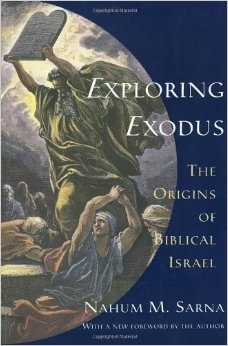 EXPLORING
EXODUS
THE
ORIGINS
OF
BIBLICAL
ISRAEL
NAHUM M. SARNA
WITH A NEW FOREWORD BY THE AUTHOR